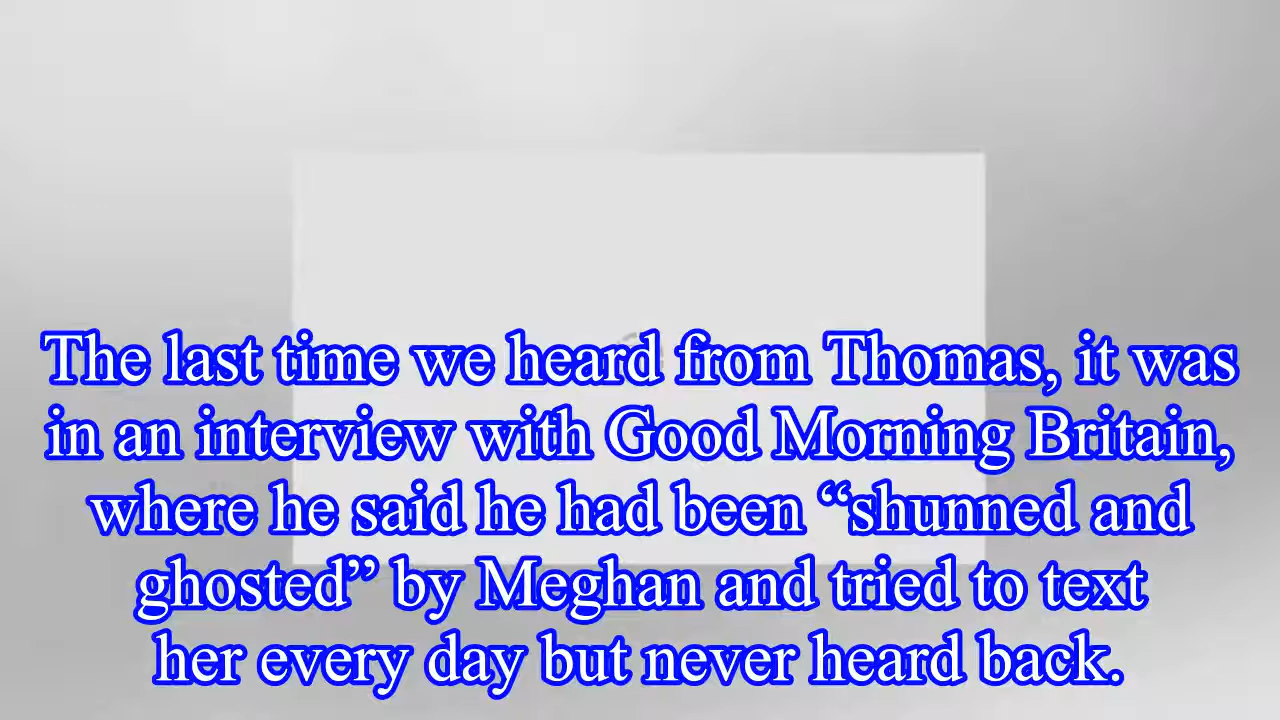 The last time we heard from Thomas, it was
in an interview with Good Morning Britain,
where he said he had been “shunned and
ghosted” by Meghan and tried to text
her every day but never heard back.